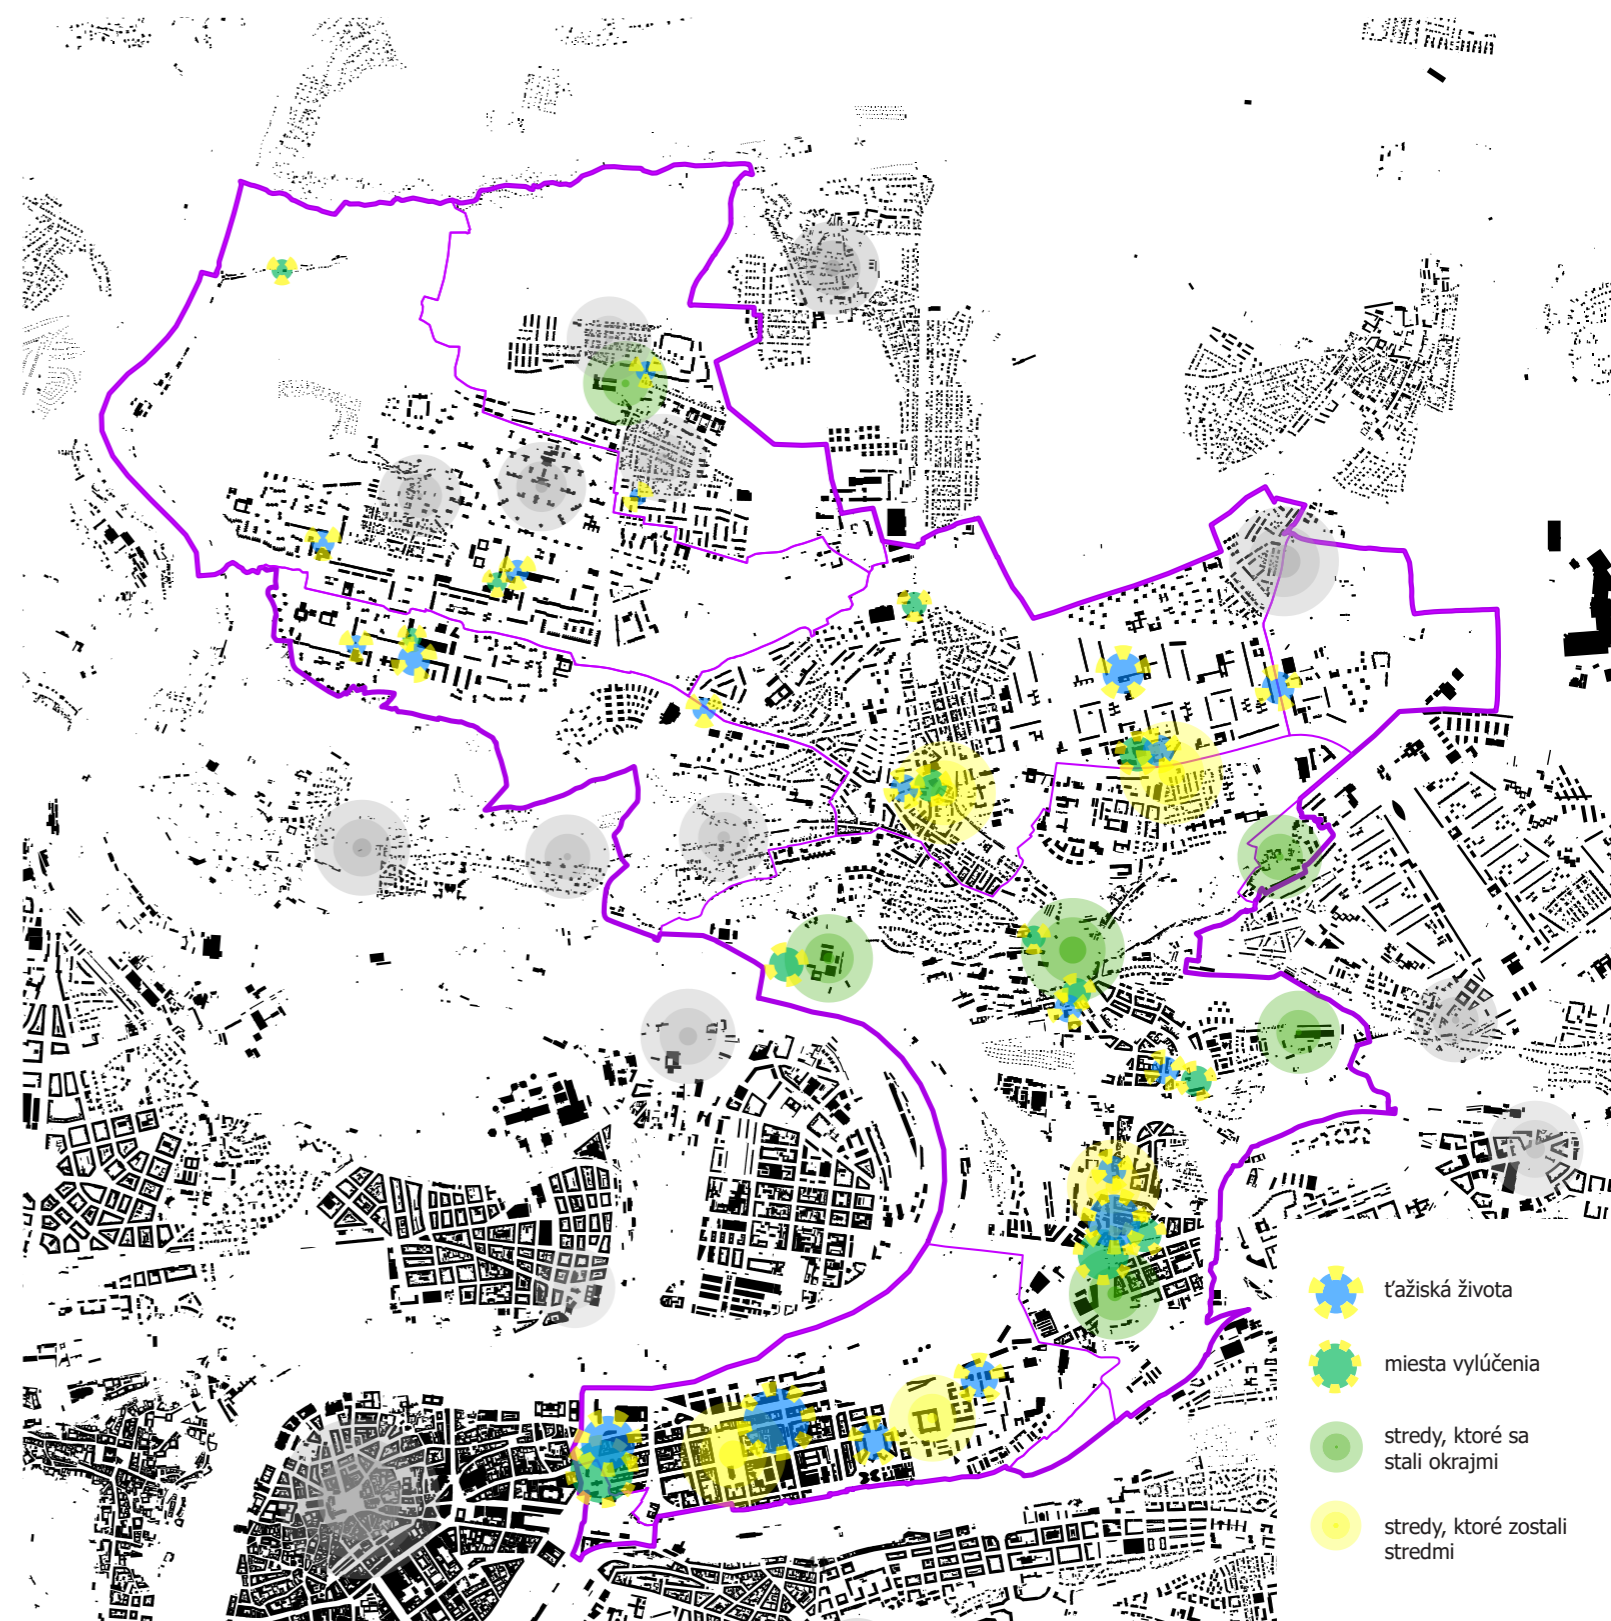 ťažiská života
miesta vylúčenia
stredy, ktoré sa
stali okrajmi
stredy, ktoré zostali
stredmi